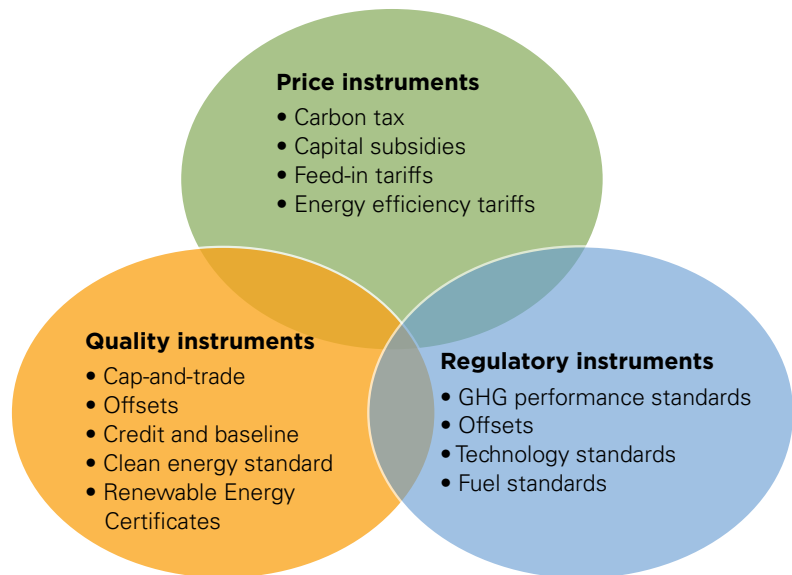 Price instruments
• Carbon tax
• Capital subsidies
• Feed-in tariffs
• Energy efficiency tariffs
Quality instruments
• Cap-and-trade
• Offsets
• Credit and baseline
• Clean energy standard
• Renewable Energy
Certificates
Regulatory instruments
• GHG performance standards
• Offsets
• Technology standards
• Fuel standards